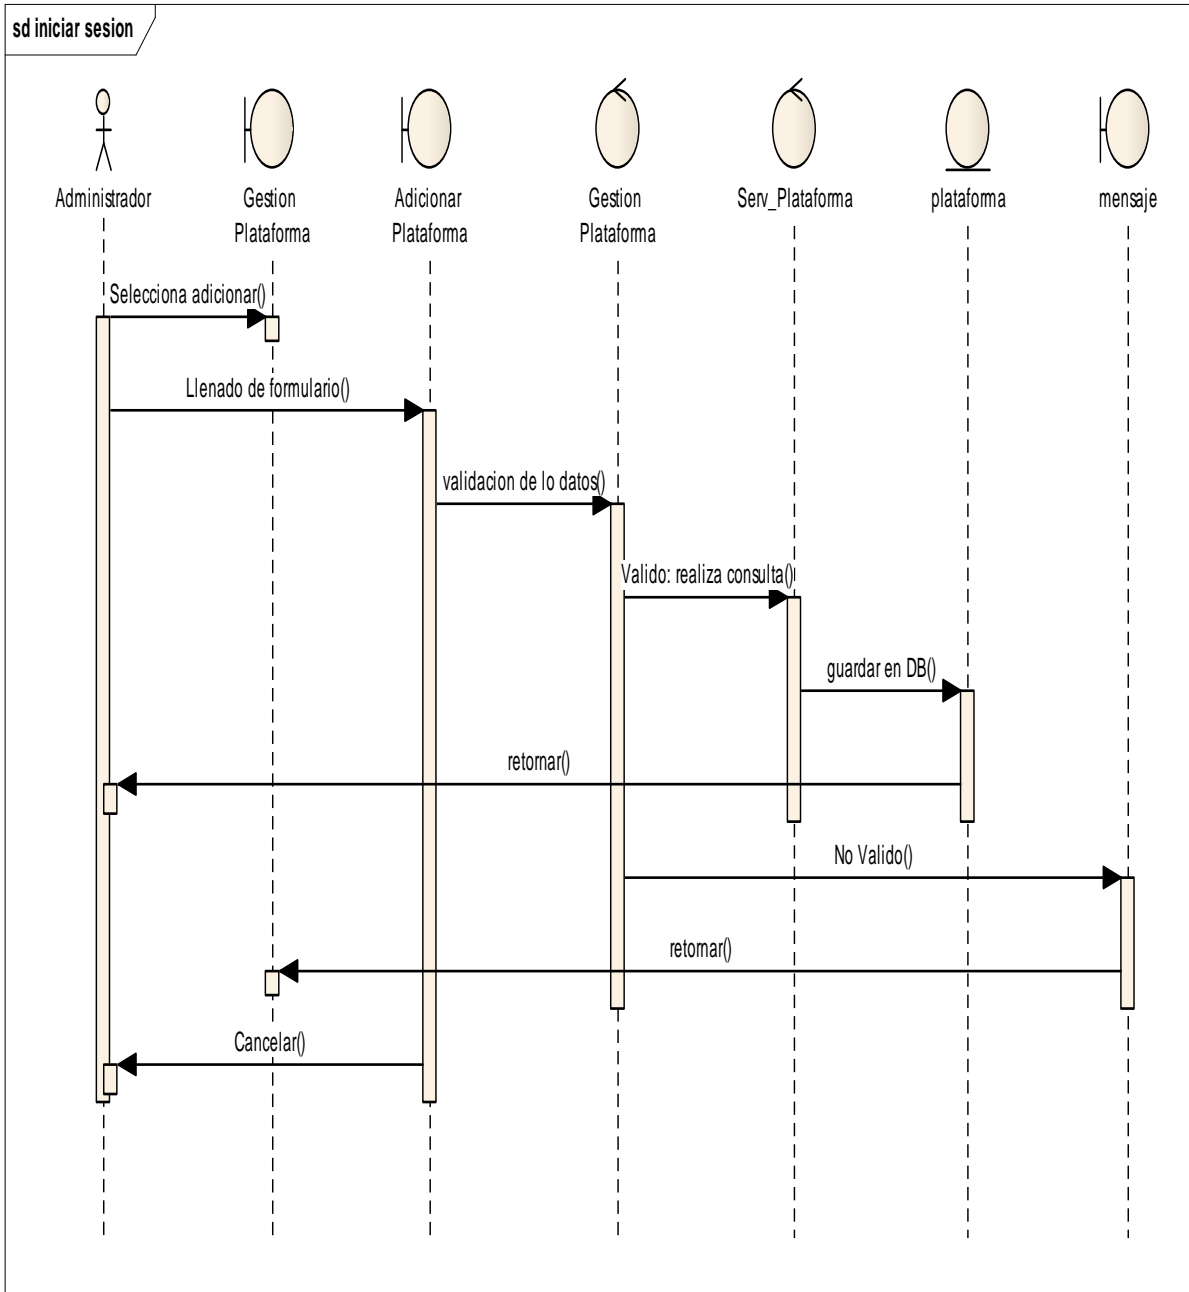 sd iniciar sesion
Administrador
Gestion
Plataforma
Adicionar
Plataforma
Gestion
Plataforma
Serv_Plataforma
plataforma
mensaje
Selecciona adicionar()
Llenado de formulario()
validacion de lo datos()
Valido: realiza consulta()
guardar en DB()
retornar()
No Valido()
retornar()
Cancelar()